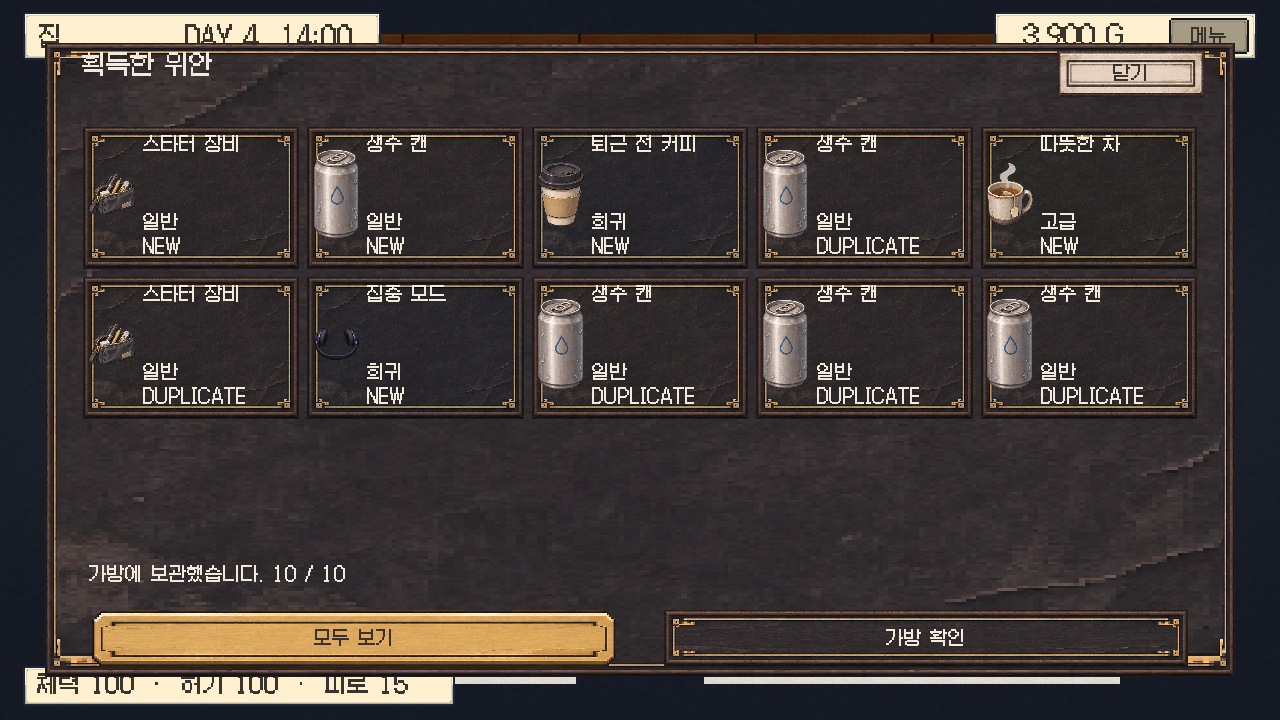 집 DAY 4 14:00
3,900 G
메뉴
획득한 위안
닫기
스타터 장비
일반
NEW
생수 캔
일반
NEW
퇴근 전 커피
희귀
NEW
생수 캔
일반
DUPLICATE
따뜻한 차
고급
NEW
스타터 장비
일반
DUPLICATE
집중 모드
희귀
NEW
생수 캔
일반
DUPLICATE
생수 캔
일반
DUPLICATE
생수 캔
일반
DUPLICATE
가방에 보관했습니다. 10 / 10
모두 보기
가방 확인
체력 100 · 허기 100 · 피로 15